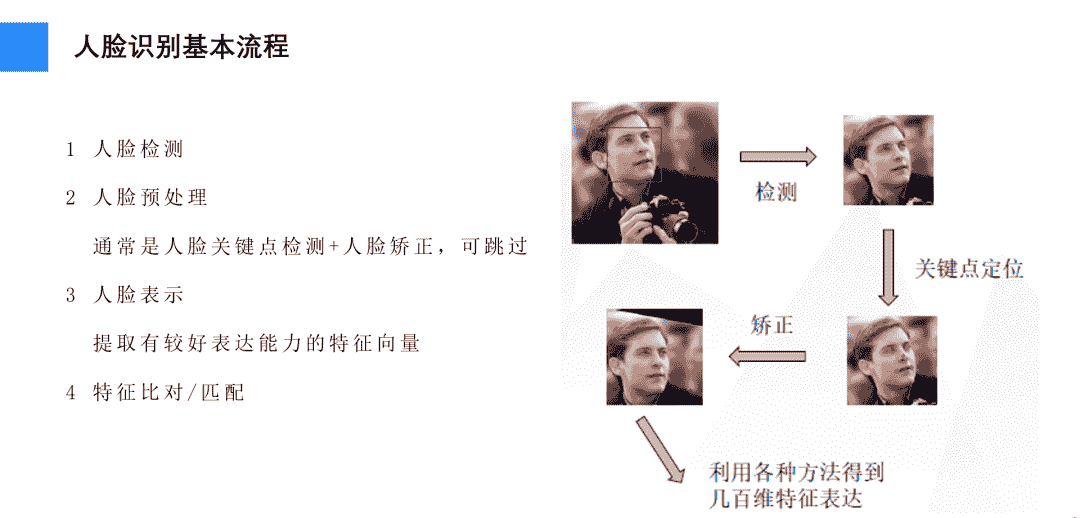 人脸识别基本流程
1 人脸检测
2 人脸预处理
通常是人脸关键点检测+人脸矫正，可跳过
3 人脸表示
提取有较好表达能力的特征向量
4 特征比对/匹配
检测
关键点定位
矫正
利用各种方法得到
几百维特征表达